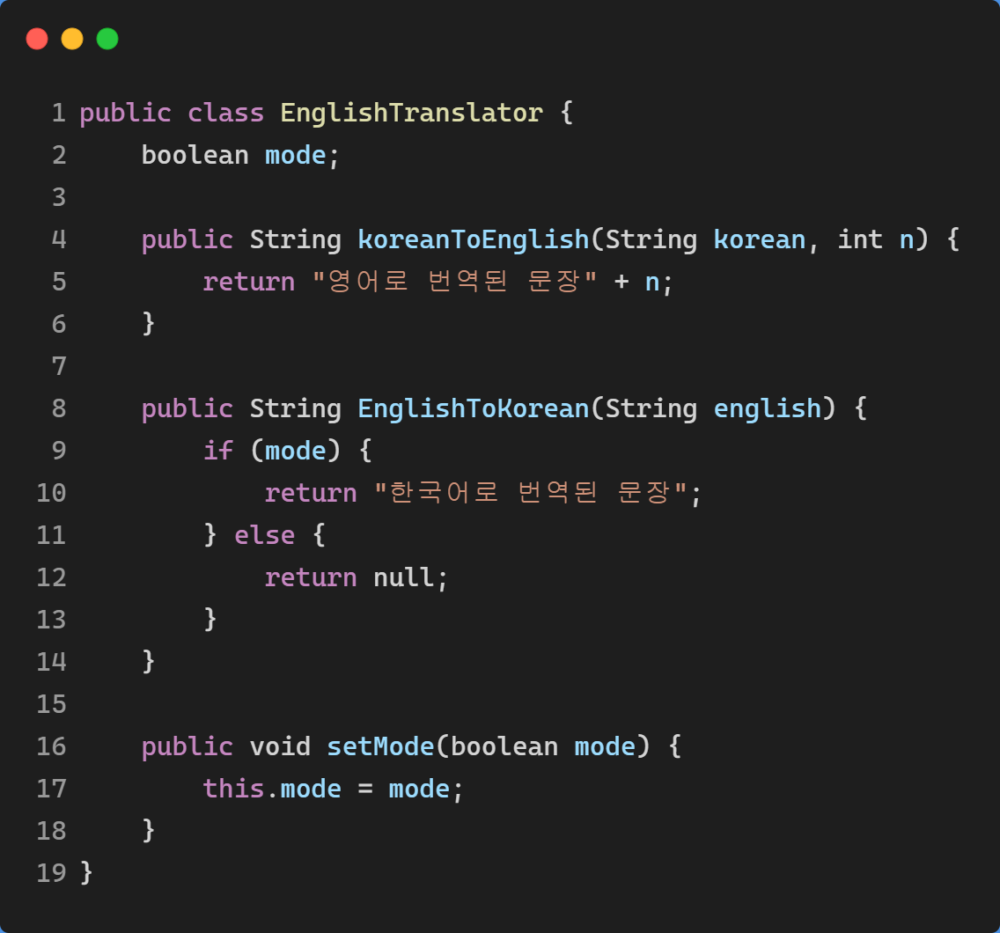 1 public class EnglishTranslator {
2     boolean mode;
3
4     public String koreanToEnglish(String korean, int n) {
5         return "영어로 번역된 문장" + n;
6     }
7
8     public String EnglishToKorean(String english) {
9         if (mode) {
10             return "한국어로 번역된 문장";
11         } else {
12             return null;
13         }
14     }
15
16     public void setMode(boolean mode) {
17         this.mode = mode;
18     }
19 }